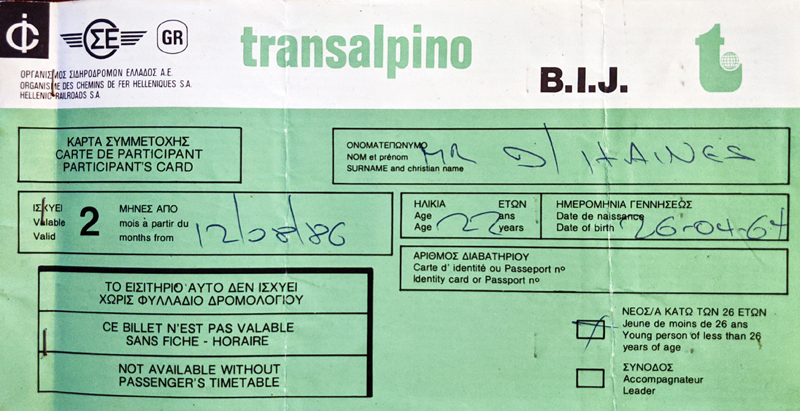 ic
ΣΕ
GR
transalpino
t
B.I.J.
ΟΡΓΑΝΙΣΜΟΣ ΣΙΔΗΡΟΔΡΟΜΩΝ ΕΛΛΑΔΟΣ Α.Ε.
ORGANISME DES CHEMINS DE FER HELLENIQUES S.A.
HELLENIC RAILROADS S.A.
ΚΑΡΤΑ ΣΥΜΜΕΤΟΧΗΣ
CARTE DE PARTICIPANT
PARTICIPANT'S CARD
ΟΝΟΜΑΤΕΠΩΝΥΜΟ
NOM et prénom
SURNAME and christian name
MR D/HAINES
ΙΣΧΥΕΙ
Valable
Valid
2
ΜΗΝΕΣ ΑΠΟ
mois à partir du
months from
12/08/86
ΗΛΙΚΙΑ ΕΤΩΝ
Age ans
Age 22 years
ΗΜΕΡΟΜΗΝΙΑ ΓΕΝΝΗΣΕΩΣ
Date de naissance
Date of birth 26-04-64
ΑΡΙΘΜΟΣ ΔΙΑΒΑΤΗΡΙΟΥ
Carte d' identité ou Passeport nº
Identity card or Passport nº
ΤΟ ΕΙΣΙΤΗΡΙΟ ΑΥΤΟ ΔΕΝ ΙΣΧΥΕΙ
ΧΩΡΙΣ ΦΥΛΛΑΔΙΟ ΔΡΟΜΟΛΟΓΙΟΥ
CE BILLET N'EST PAS VALABLE
SANS FICHE - HORAIRE
NOT AVAILABLE WITHOUT
PASSENGER'S TIMETABLE
ΝΕΟΣ/Α ΚΑΤΩ ΤΩΝ 26 ΕΤΩΝ
Jeune de moins de 26 ans
Young person of less than 26
years of age
ΣΥΝΟΔΟΣ
Accompagnateur
Leader